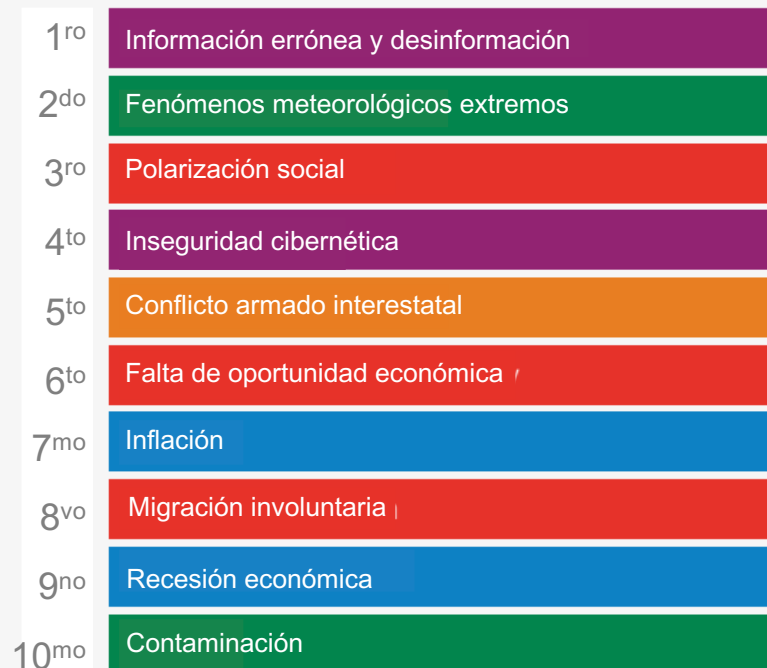 1ro Información errónea y desinformación
2do Fenómenos meteorológicos extremos
3ro Polarización social
4to Inseguridad cibernética
5to Conflicto armado interestatal
6to Falta de oportunidad económica
7mo Inflación
8vo Migración involuntaria
9no Recesión económica
10mo Contaminación